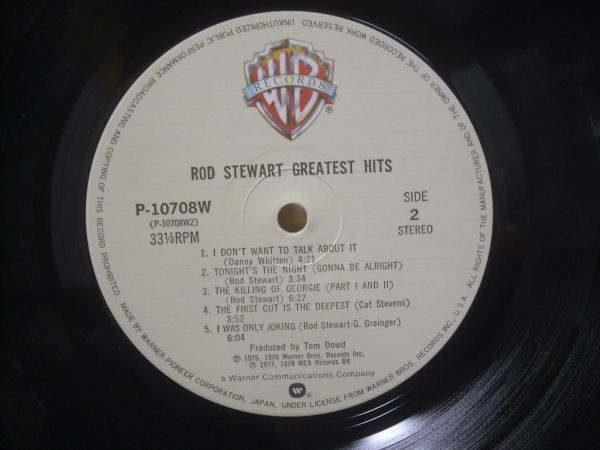 WB
RECORDS
®
ROD STEWART GREATEST HITS
P-10708W
(P-10708W2)
33⅓RPM
SIDE
2
STEREO
1. I DON'T WANT TO TALK ABOUT IT
(Danny Whitten) 4:21
2. TONIGHT'S THE NIGHT (GONNA BE ALRIGHT)
(Rod Stewart) 3:34
3. THE KILLING OF GEORGIE (PART I AND II)
(Rod Stewart) 6:27
4. THE FIRST CUT IS THE DEEPEST (Cat Stevens)
3:52
5. I WAS ONLY JOKING (Rod Stewart-G. Grainger)
6:04
Produced by Tom Dowd
℗ 1975, 1976 Warner Bros. Records Inc.
℗ 1977, 1979 WEA Records BV
a Warner Communications Company
W ®
MADE BY WARNER-PIONEER CORPORATION, JAPAN, UNDER LICENSE FROM WARNER BROS. RECORDS INC., U.S.A. ALL RIGHTS OF THE MANUFACTURER AND OF THE OWNER OF THE RECORDED WORK RESERVED. UNAUTHORIZED PUBLIC PERFORMANCE BROADCASTING AND COPYING OF THIS RECORD PROHIBITED.